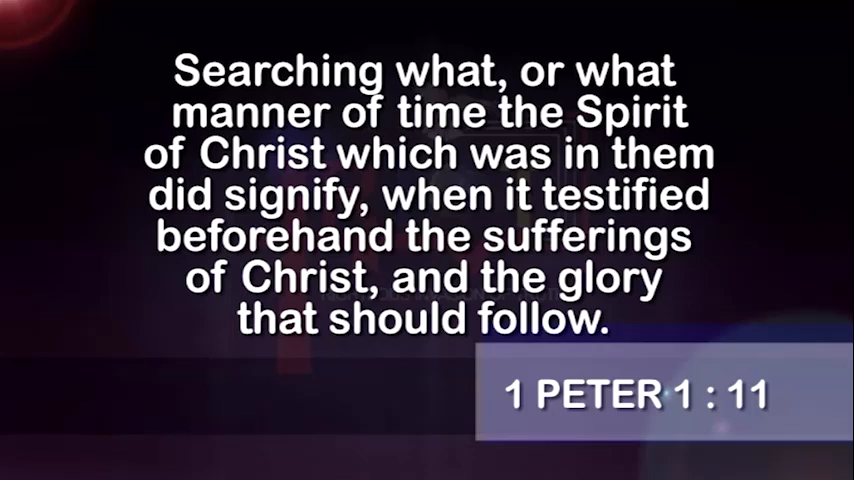 Searching what, or what
manner of time the Spirit
of Christ which was in them
did signify, when it testified
beforehand the sufferings
of Christ, and the glory
that should follow.
1 PETER 1 : 11